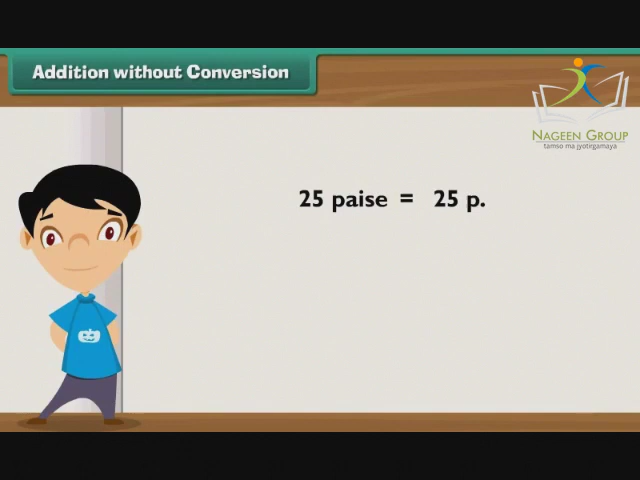 Addition without Conversion
NAGEEN GROUP
tamso ma jyotirgamaya
25 paise = 25 p.